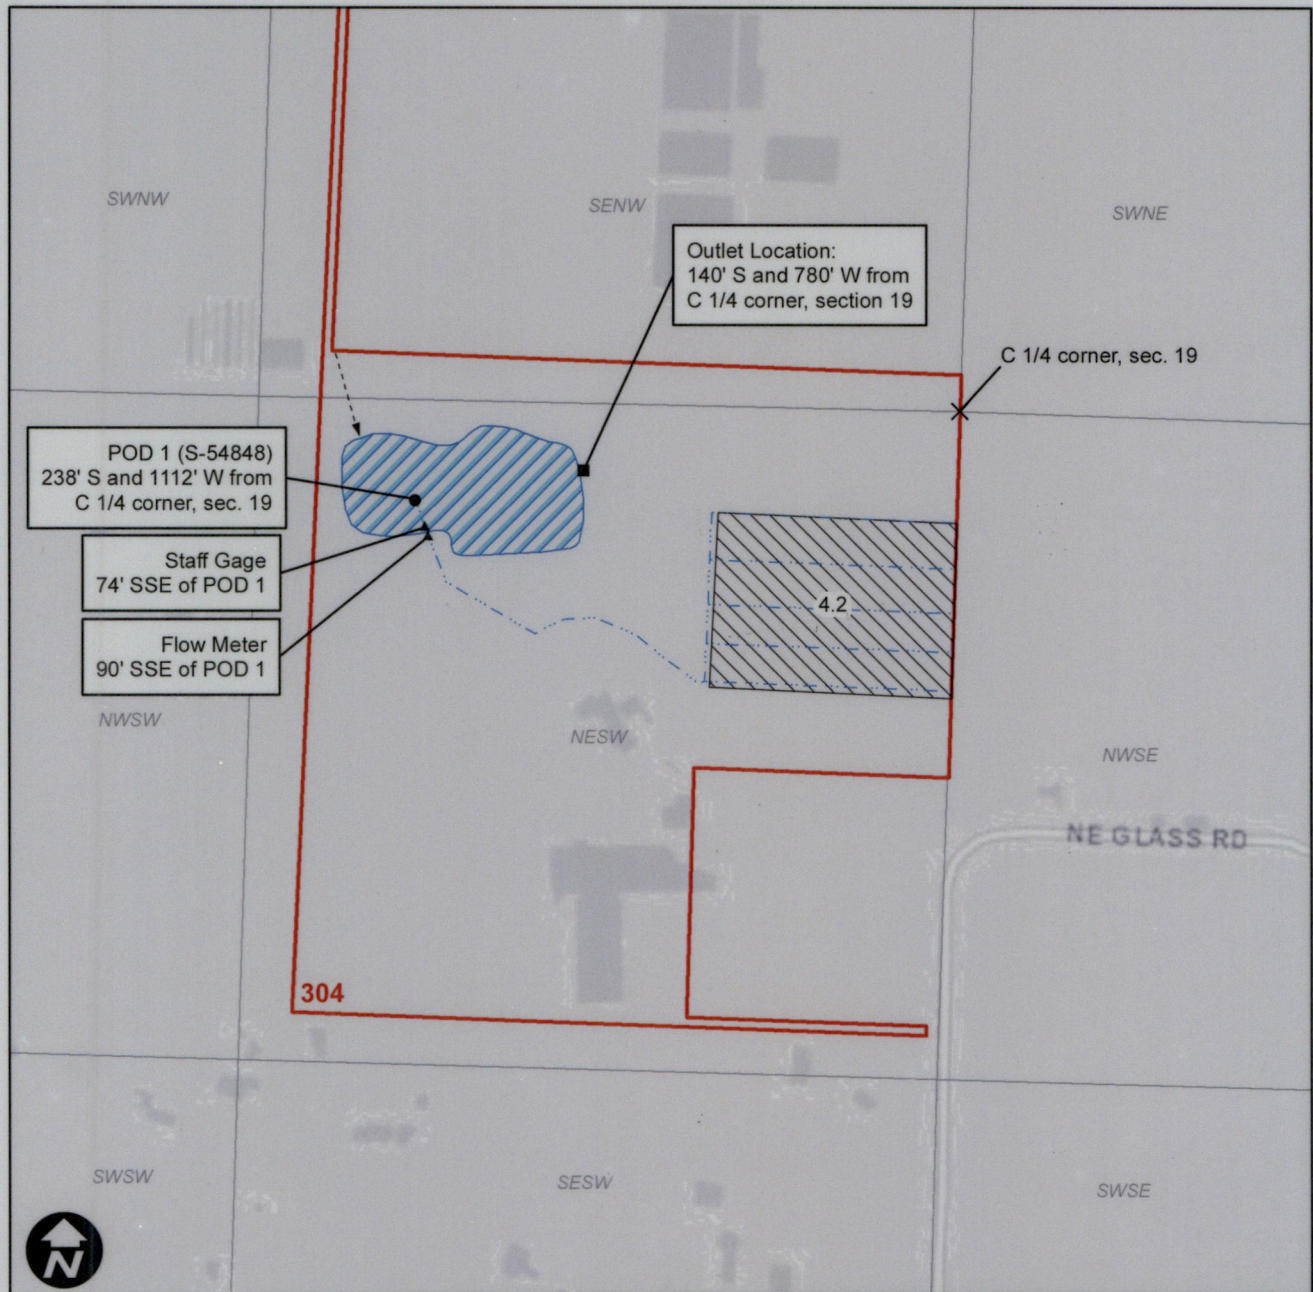 SWNW
SENW
SWNE
Outlet Location:
140' S and 780' W from
C 1/4 corner, section 19
C 1/4 corner, sec. 19
POD 1 (S-54848)
238' S and 1112' W from
C 1/4 corner, sec. 19
Staff Gage
74' SSE of POD 1
Flow Meter
90' SSE of POD 1
4.2
NWSW
NESW
NWSE
NE GLASS RD
304
SWSW
SESW
SWSE
N